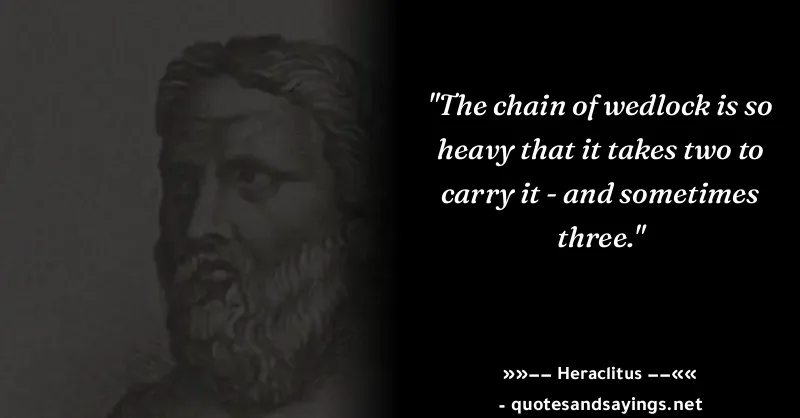 "The chain of wedlock is so
heavy that it takes two to
carry it - and sometimes
three."
»»–– Heraclitus ––««
- quotesandsayings.net